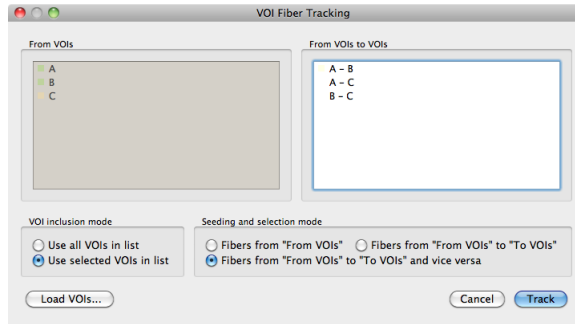 VOI Fiber Tracking
From VOIs
A
B
C
From VOIs to VOIs
A - B
A - C
B - C
VOI inclusion mode
Use all VOIs in list
Use selected VOIs in list
Seeding and selection mode
Fibers from "From VOIs" Fibers from "From VOIs" to "To VOIs"
Fibers from "From VOIs" to "To VOIs" and vice versa
Load VOIs... Cancel Track